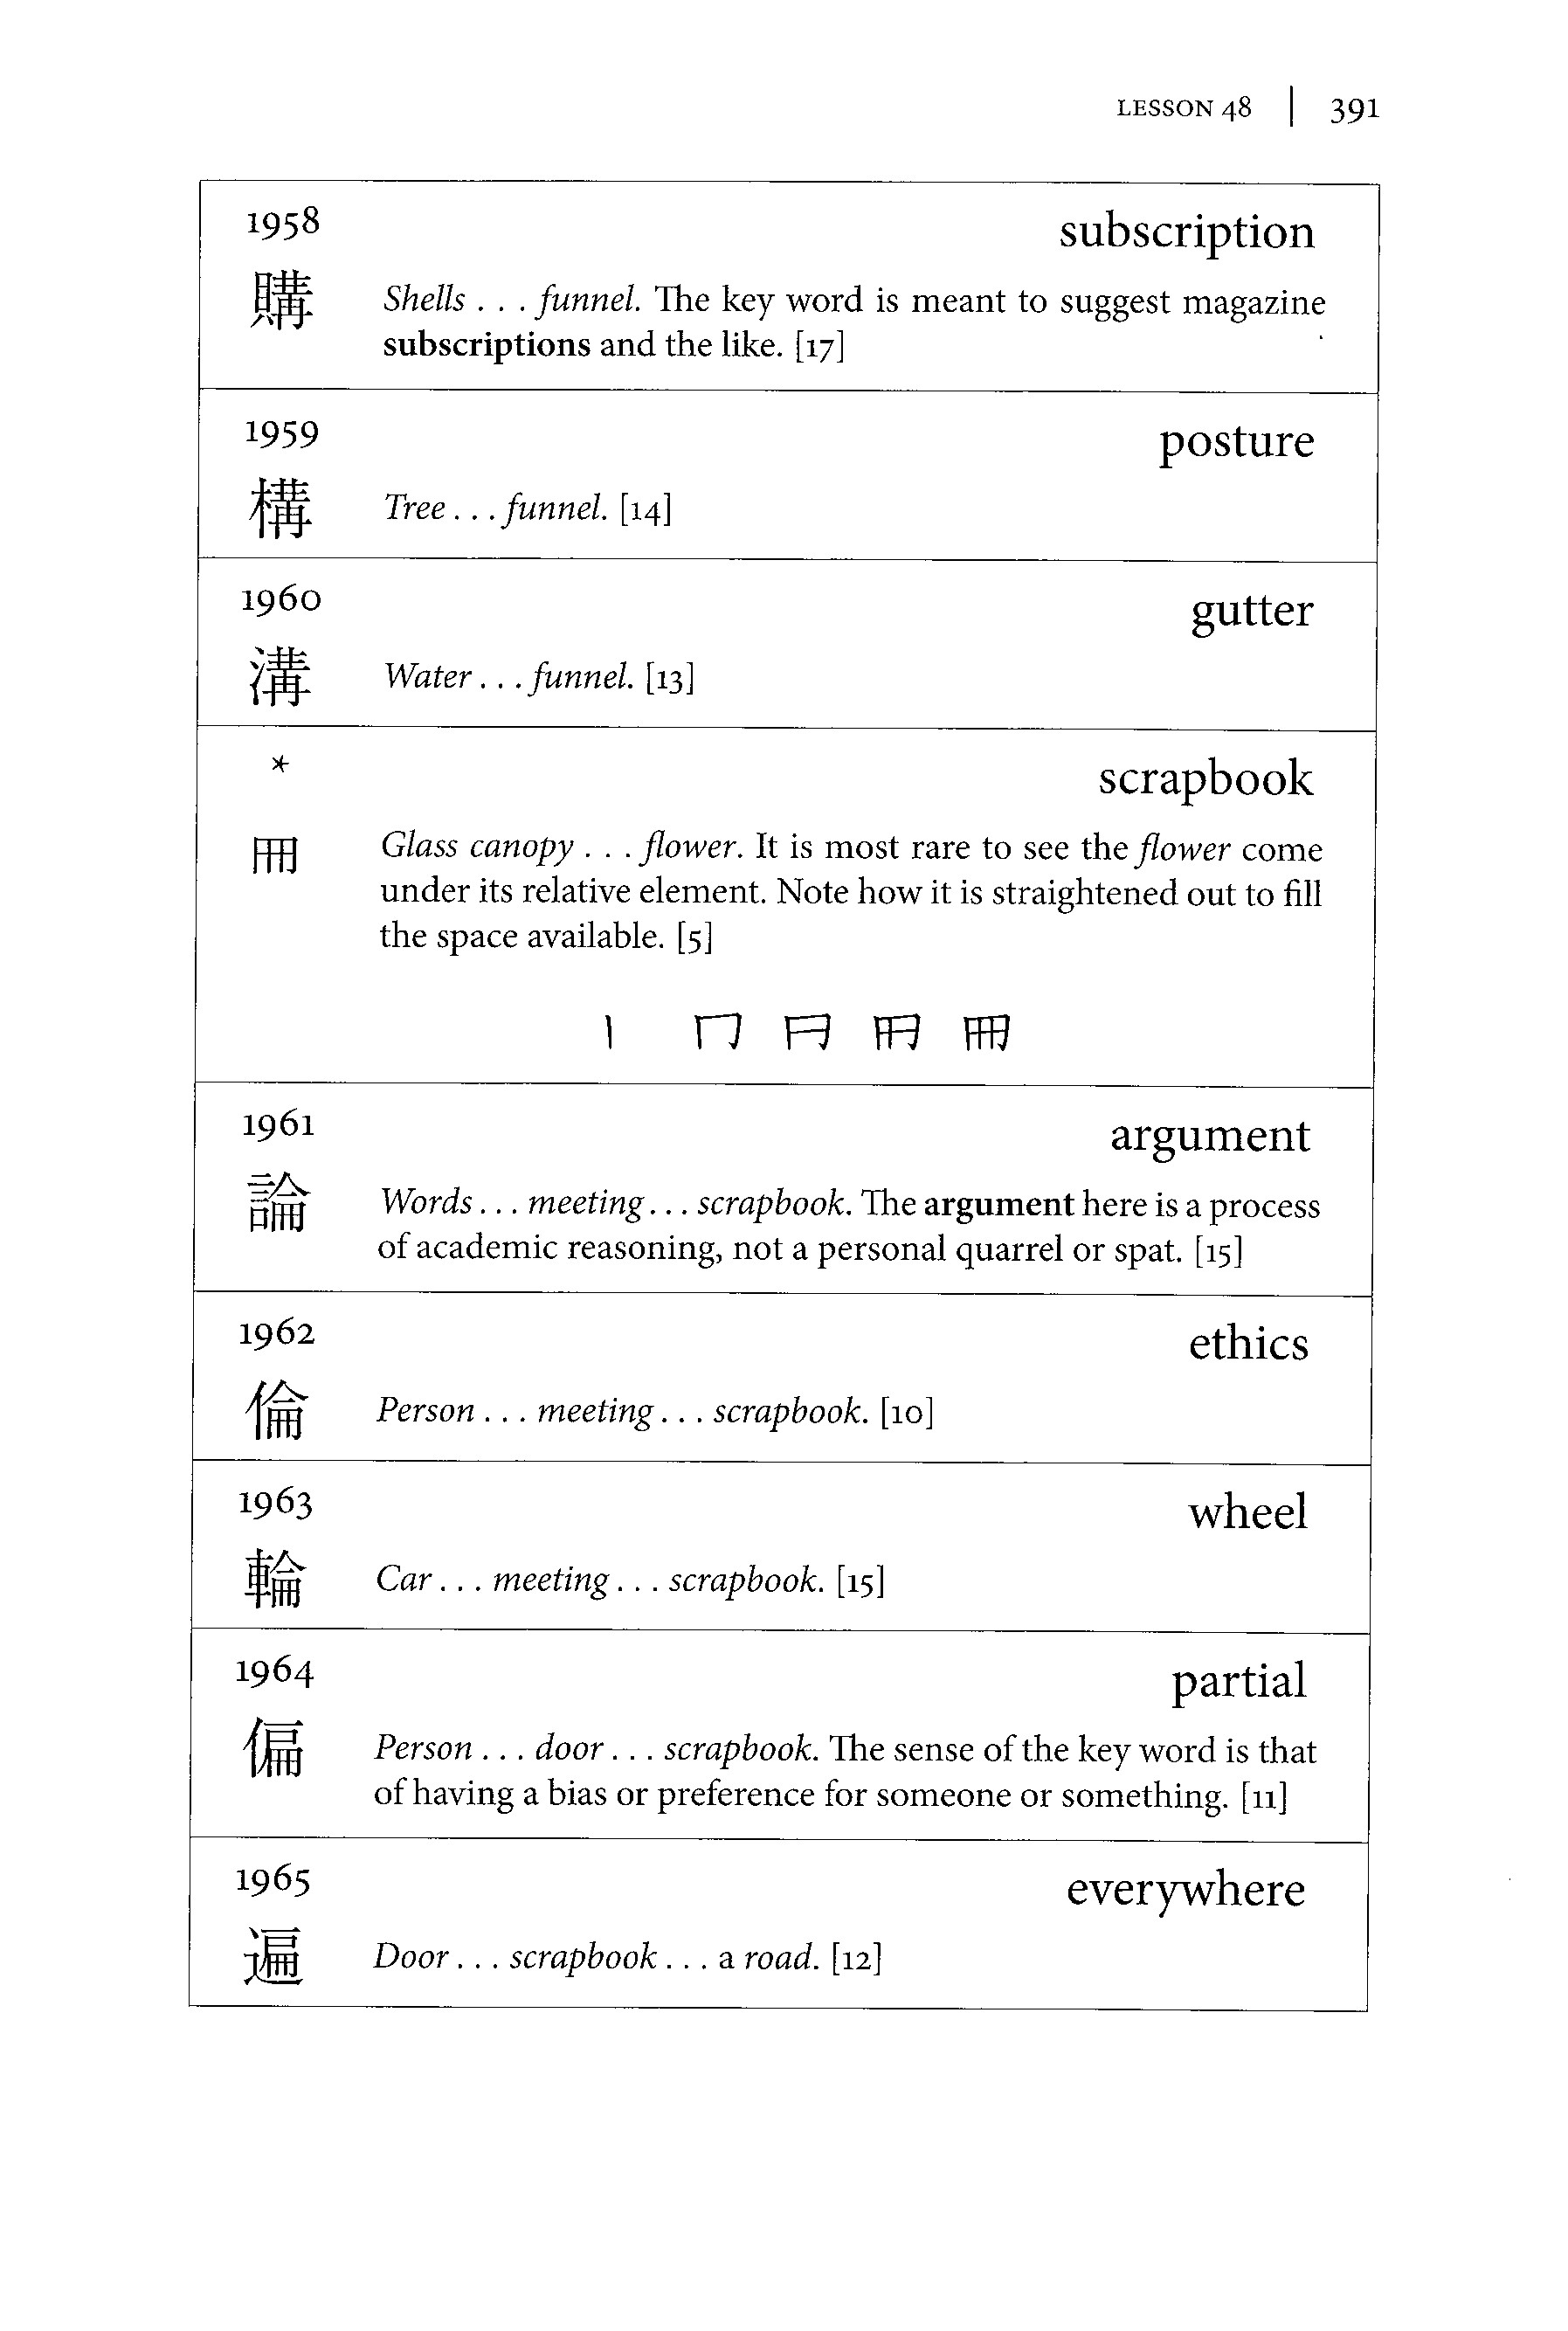 LESSON 48 | 391
1958
subscription
購
Shells . . . funnel. The key word is meant to suggest magazine
subscriptions and the like. [17]
1959
posture
構
Tree . . . funnel. [14]
1960
gutter
溝
Water . . . funnel. [13]
*
scrapbook
冊
Glass canopy . . . flower. It is most rare to see the flower come
under its relative element. Note how it is straightened out to fill
the space available. [5]
1961
argument
論
Words . . . meeting . . . scrapbook. The argument here is a process
of academic reasoning, not a personal quarrel or spat. [15]
1962
ethics
倫
Person . . . meeting . . . scrapbook. [10]
1963
wheel
輪
Car . . . meeting . . . scrapbook. [15]
1964
partial
偏
Person . . . door . . . scrapbook. The sense of the key word is that
of having a bias or preference for someone or something. [11]
1965
everywhere
遍
Door . . . scrapbook . . . a road. [12]